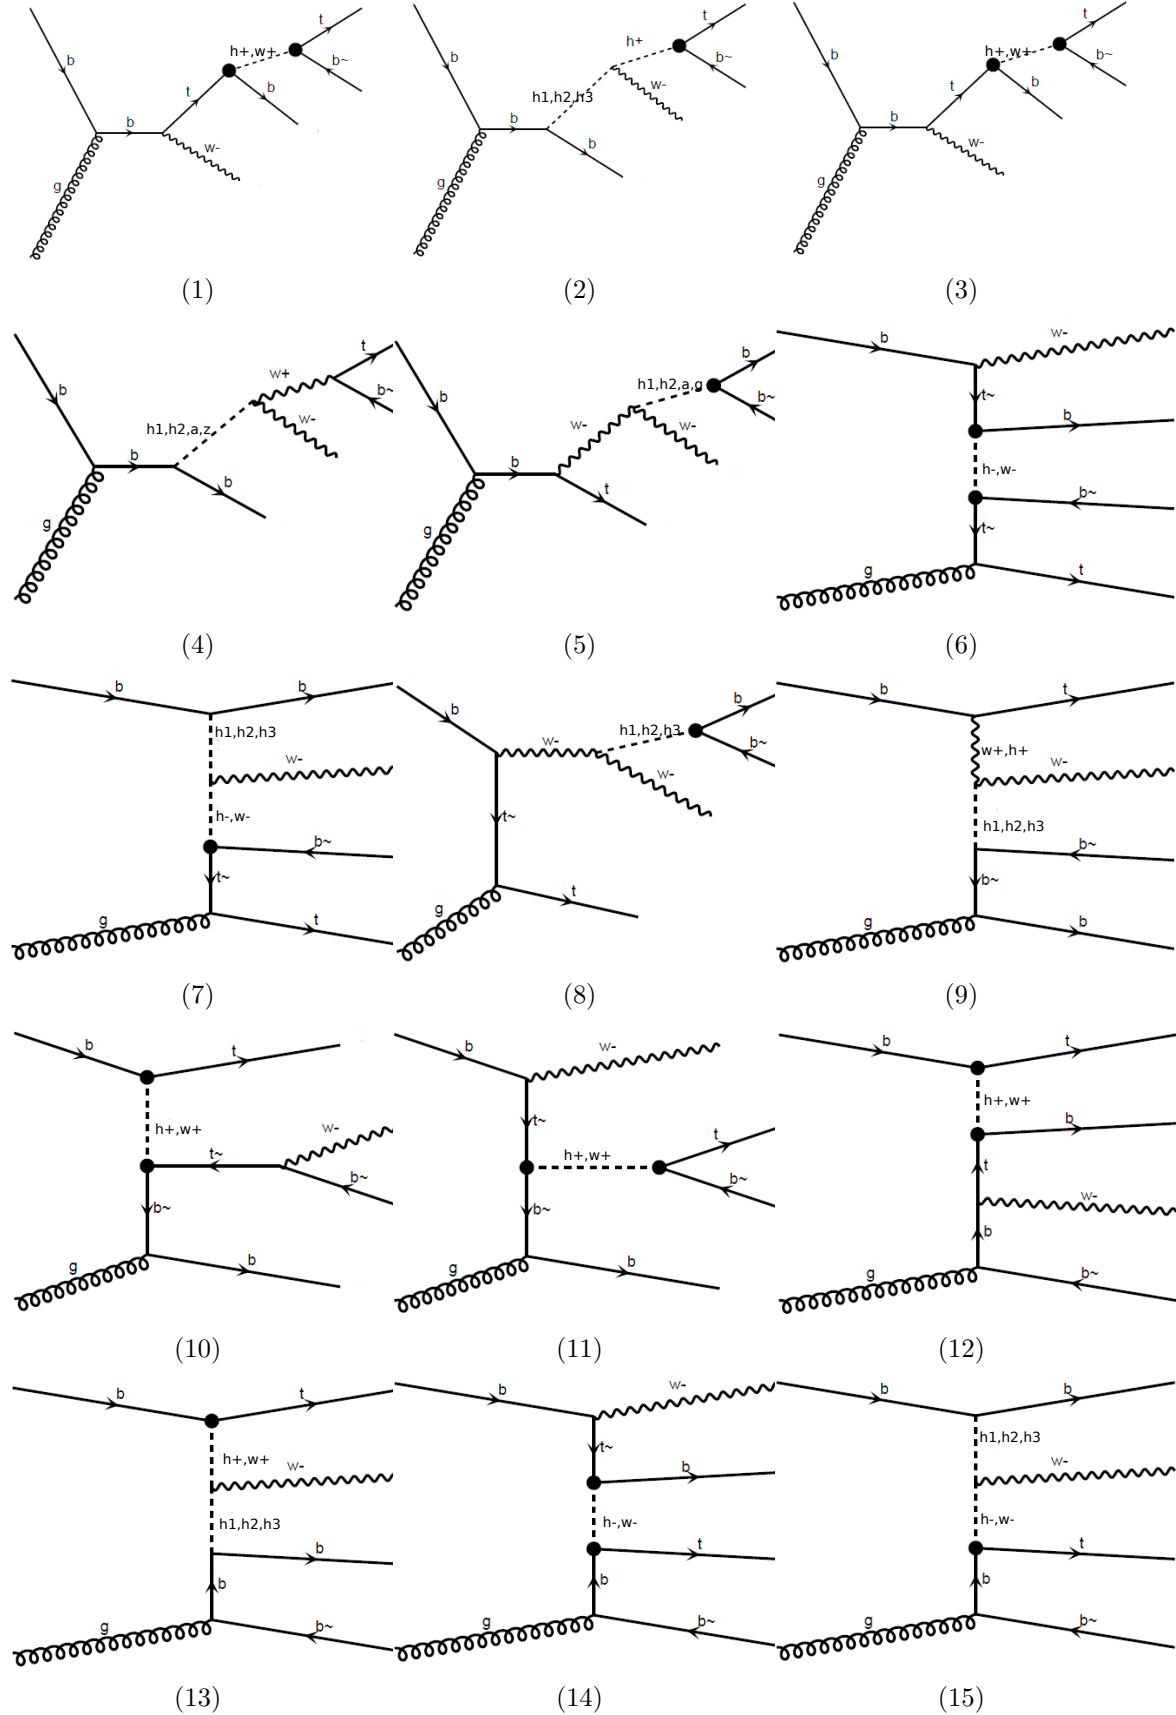 b
g
b
t
w-
h+,w+
b
t
b~
(1)
b
g
b
h1,h2,h3
b
h+
w-
t
b~
(2)
b
g
b
t
w-
h+,w+
b
t
b~
(3)
b
g
b
h1,h2,a,z
b
w+
w-
t
b~
(4)
b
g
b
w-
t
h1,h2,a,g
w-
b
b~
(5)
b
w-
t~
b
h-,w-
b~
t~
g
t
(6)
b
b
h1,h2,h3
w-
h-,w-
b~
t~
g
t
(7)
b
w-
h1,h2,h3
b
b~
w-
t~
g
t
(8)
b
t
w+,h+
w-
h1,h2,h3
b~
b~
g
b
(9)
b
t
h+,w+
w-
t~
b~
b~
g
b
(10)
b
w-
t~
h+,w+
t
b~
b~
g
b
(11)
b
t
h+,w+
b
t
w-
b
g
b~
(12)
b
t
h+,w+
w-
h1,h2,h3
b
b
g
b~
(13)
b
w-
t~
b
h-,w-
t
b
g
b~
(14)
b
b
h1,h2,h3
w-
h-,w-
t
b
g
b~
(15)